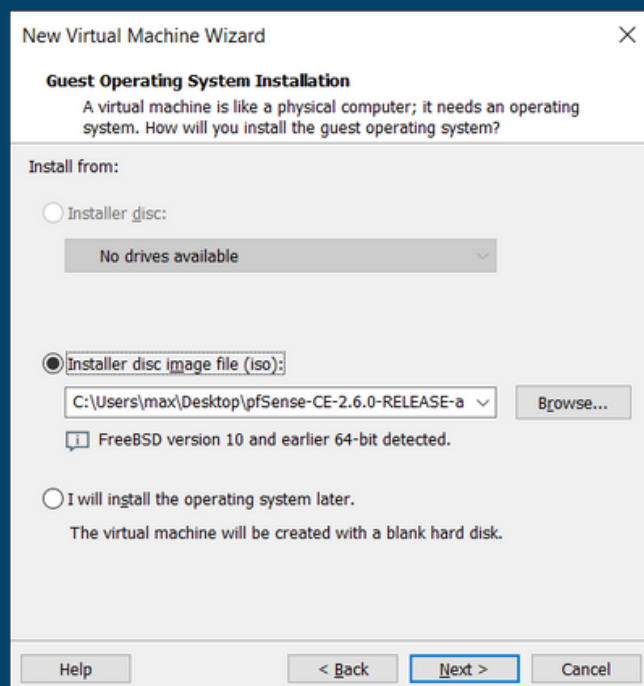 New Virtual Machine Wizard
Guest Operating System Installation
A virtual machine is like a physical computer; it needs an operating
system. How will you install the guest operating system?
Install from:
Installer disc:
No drives available
Installer disc image file (iso):
C:\Users\max\Desktop\pfSense-CE-2.6.0-RELEASE-a
Browse...
FreeBSD version 10 and earlier 64-bit detected.
I will install the operating system later.
The virtual machine will be created with a blank hard disk.
Help
< Back
Next >
Cancel